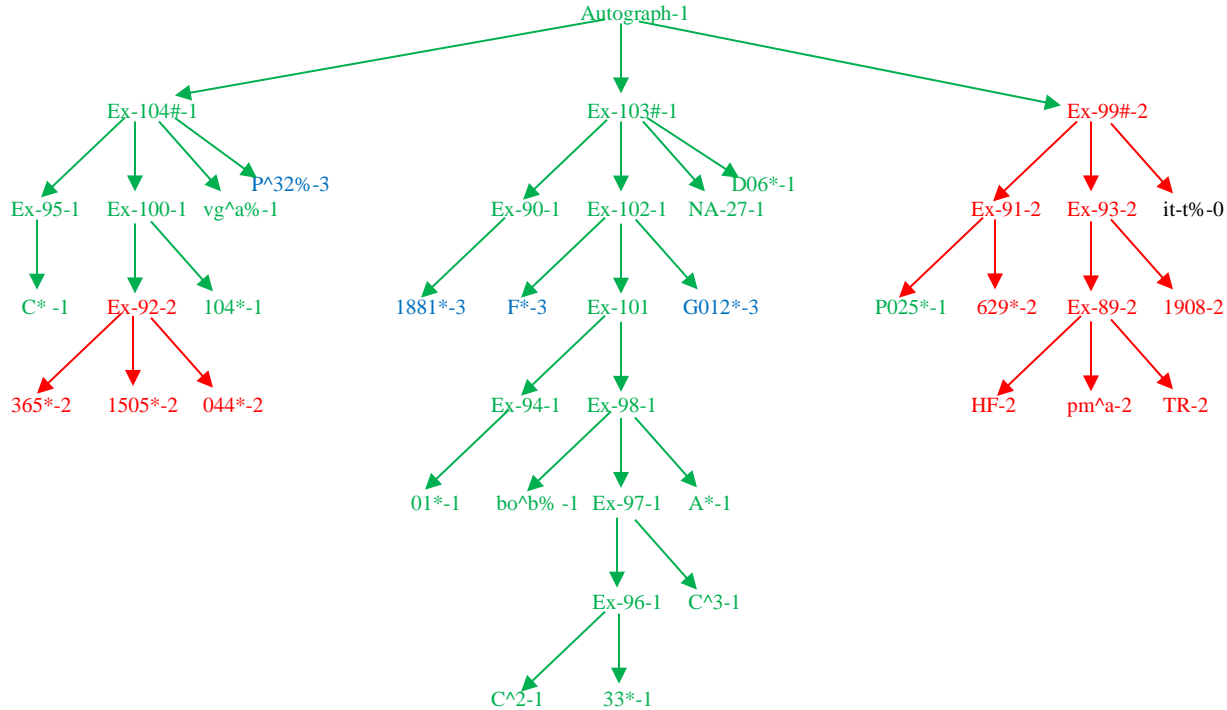 Autograph-1
Ex-104#-1 Ex-103#-1 Ex-99#-2
P^32%-3 D06*-1
Ex-95-1 Ex-100-1 vg^a%-1 Ex-90-1 Ex-102-1 NA-27-1 Ex-91-2 Ex-93-2 it-t%-0
C* -1 Ex-92-2 104*-1 1881*-3 F*-3 Ex-101 G012*-3 P025*-1 629*-2 Ex-89-2 1908-2
365*-2 1505*-2 044*-2 Ex-94-1 Ex-98-1 HF-2 pm^a-2 TR-2
01*-1 bo^b% -1 Ex-97-1 A*-1
Ex-96-1 C^3-1
C^2-1 33*-1